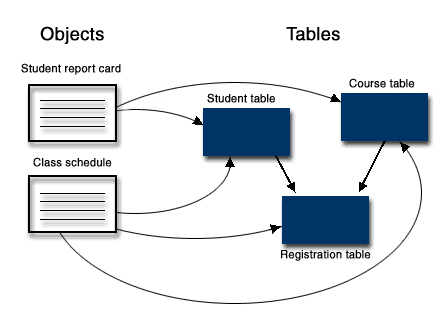 Objects
Tables
Student report card
Course table
Student table
Class schedule
Registration table